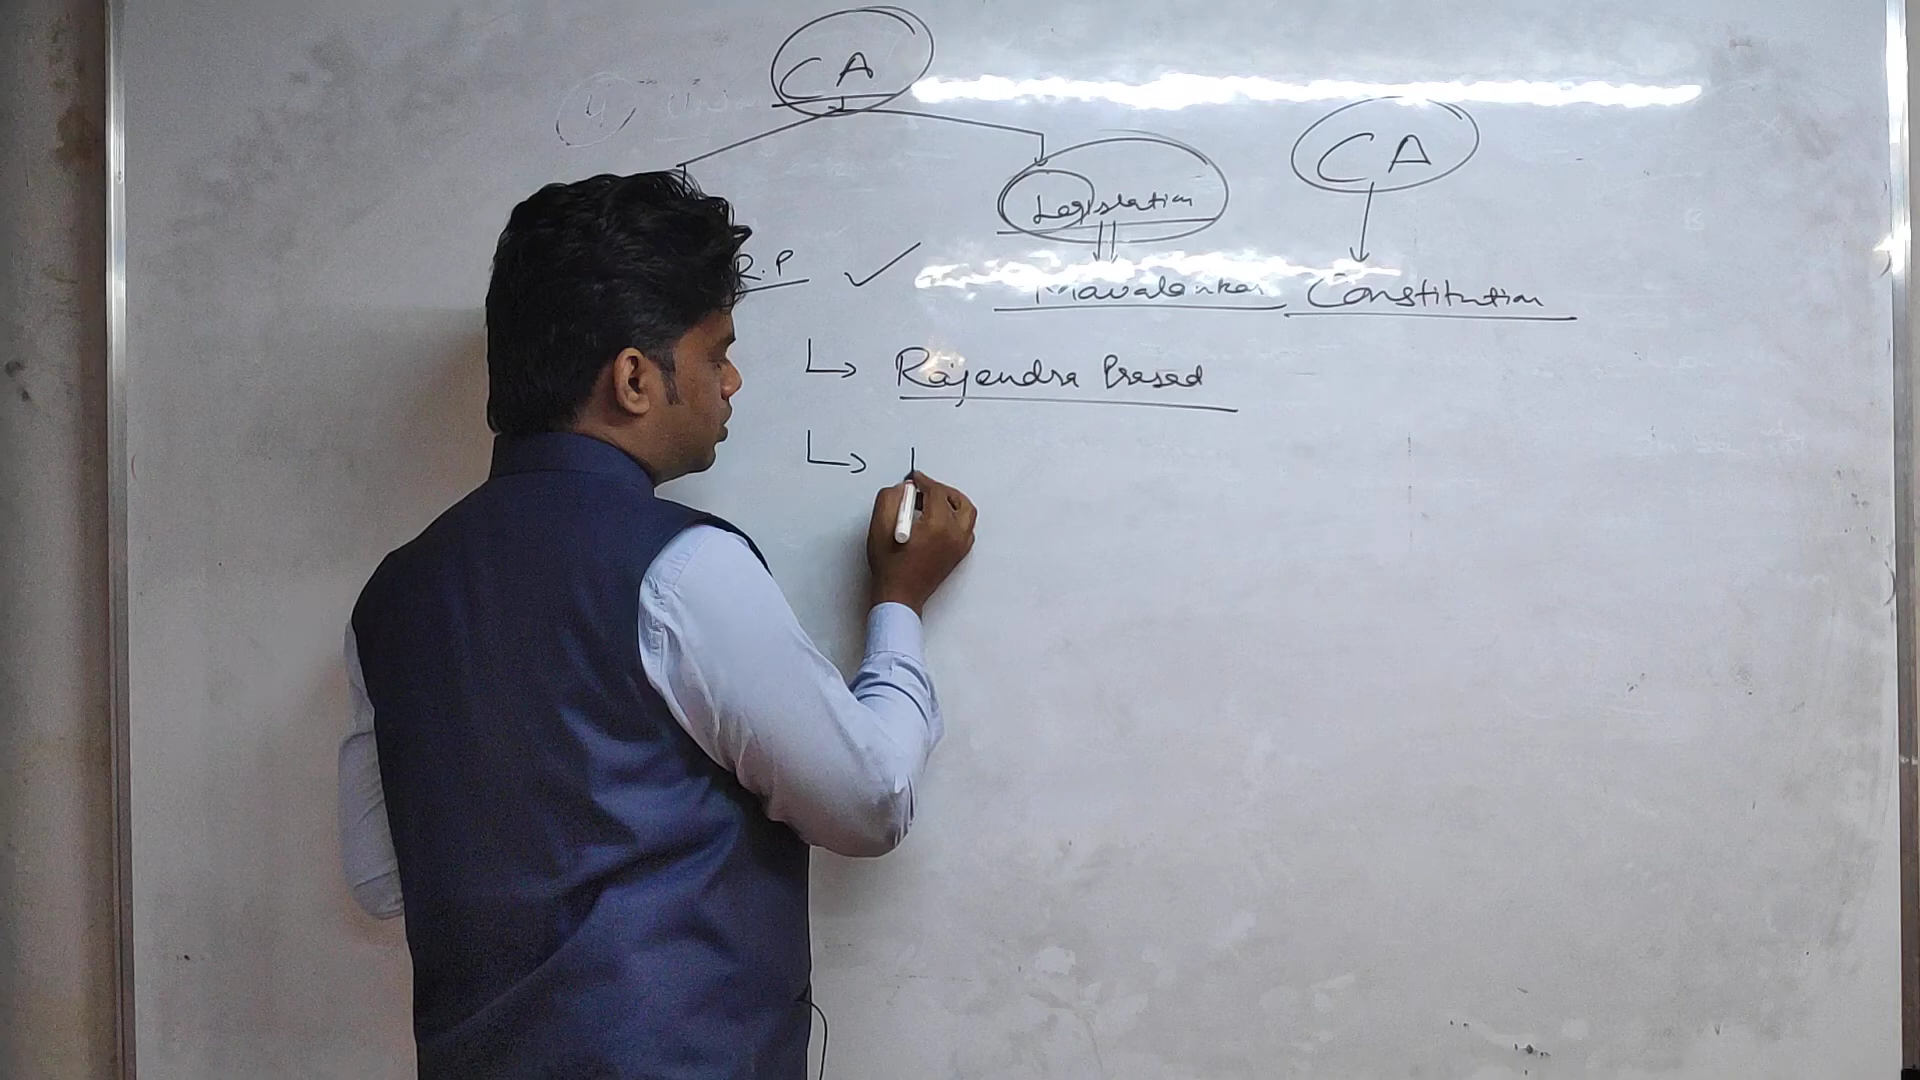 CA
CA
Legislation
R.P
Mavalankar
Constitution
Rajendra Prasad